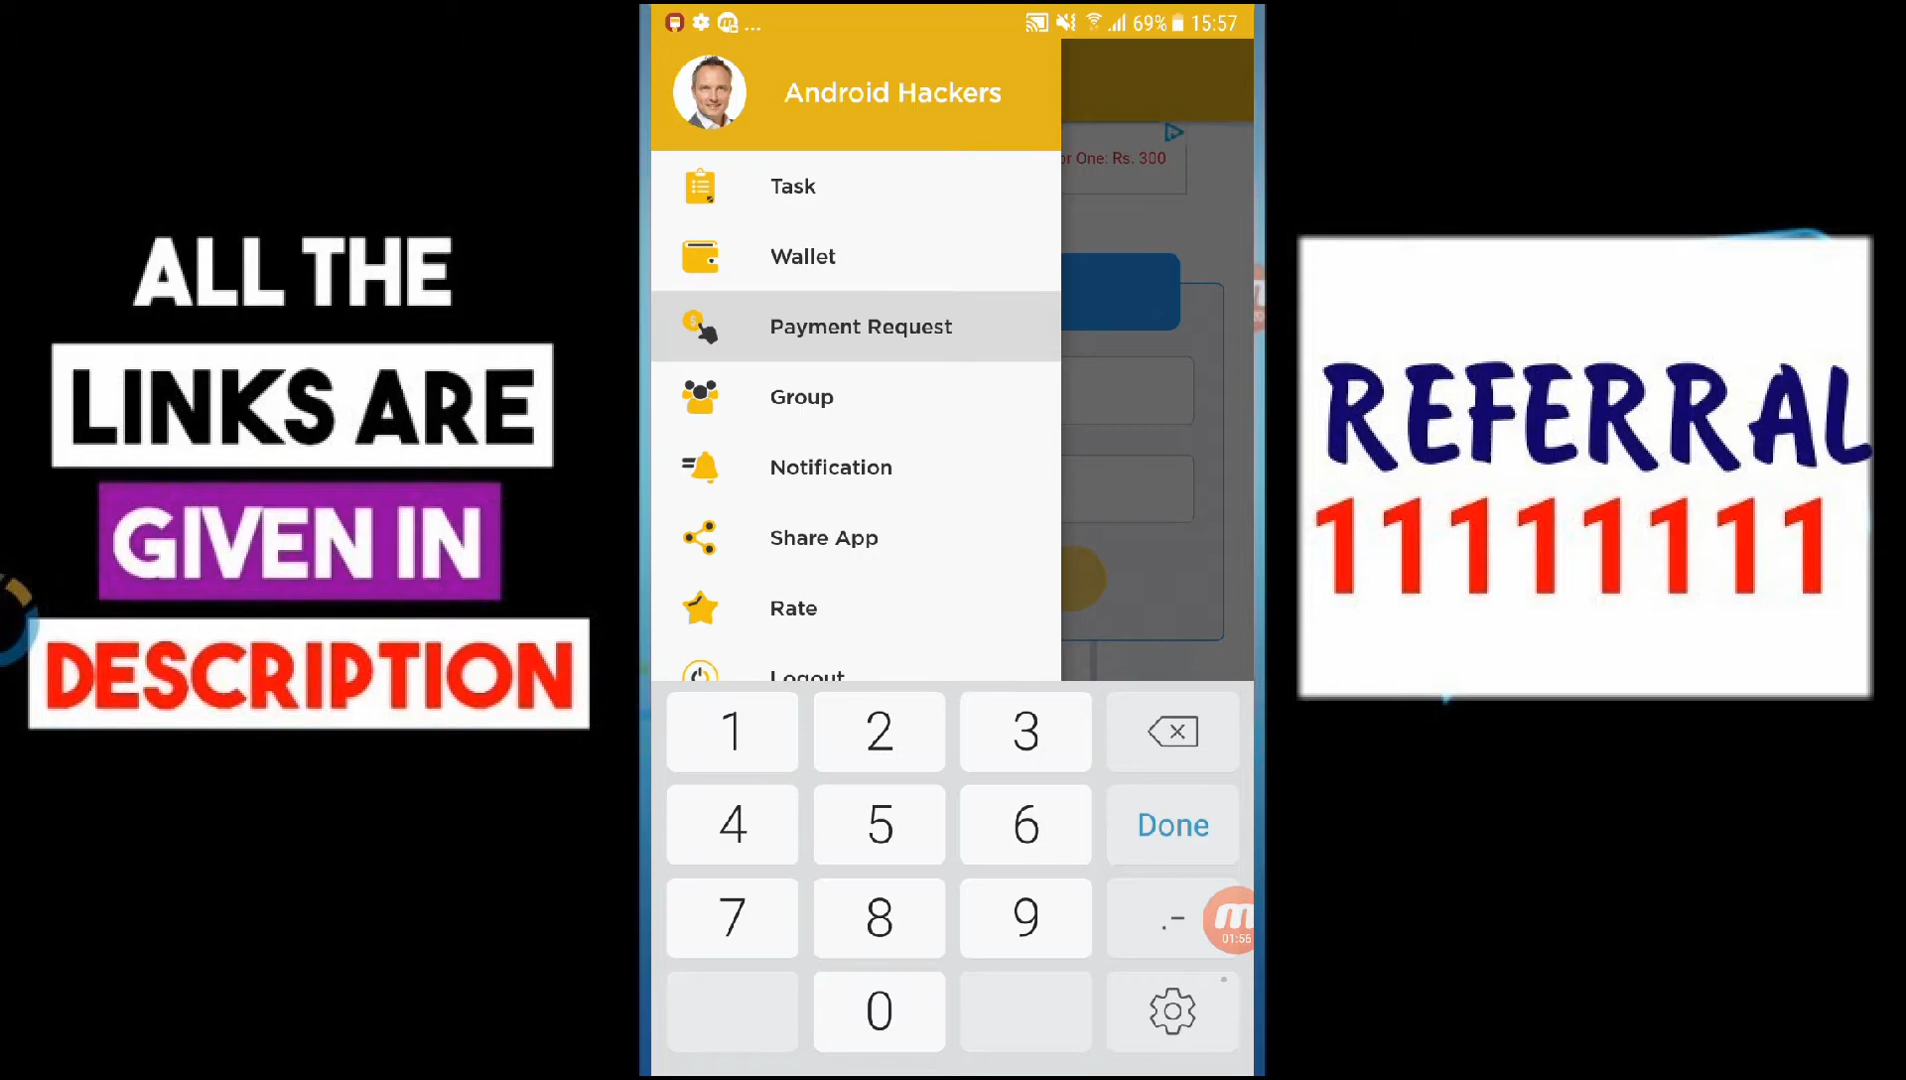 ... 69% 15:57
Android Hackers
or One: Rs. 300
Task
Wallet
Payment Request
Group
Notification
Share App
Rate
Logout
ALL THE
LINKS ARE
GIVEN IN
DESCRIPTION
REFERRAL
11111111
1 2 3
4 5 6 Done
7 8 9 .-
01:56
0